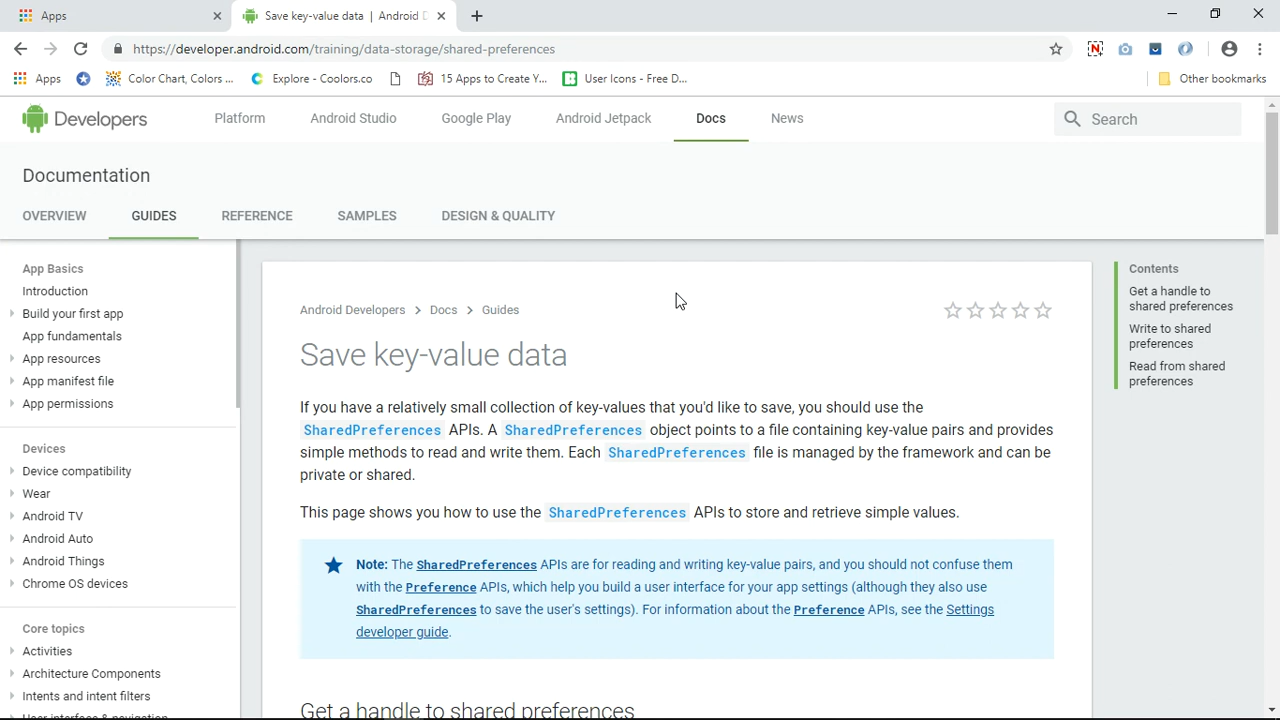 Apps
Save key-value data | Android D
https://developer.android.com/training/data-storage/shared-preferences
Apps
Color Chart, Colors ...
Explore - Coolors.co
15 Apps to Create Y...
User Icons - Free D...
Other bookmarks
Developers
Platform
Android Studio
Google Play
Android Jetpack
Docs
News
Search
Documentation
OVERVIEW
GUIDES
REFERENCE
SAMPLES
DESIGN & QUALITY
App Basics
Introduction
Build your first app
App fundamentals
App resources
App manifest file
App permissions
Devices
Device compatibility
Wear
Android TV
Android Auto
Android Things
Chrome OS devices
Core topics
Activities
Architecture Components
Intents and intent filters
User interface & navigation
Android Developers > Docs > Guides
Save key-value data
If you have a relatively small collection of key-values that you'd like to save, you should use the
SharedPreferences APIs. A SharedPreferences object points to a file containing key-value pairs and provides
simple methods to read and write them. Each SharedPreferences file is managed by the framework and can be
private or shared.
This page shows you how to use the SharedPreferences APIs to store and retrieve simple values.
Note: The SharedPreferences APIs are for reading and writing key-value pairs, and you should not confuse them
with the Preference APIs, which help you build a user interface for your app settings (although they also use
SharedPreferences to save the user's settings). For information about the Preference APIs, see the Settings
developer guide.
Get a handle to shared preferences
Contents
Get a handle to
shared preferences
Write to shared
preferences
Read from shared
preferences